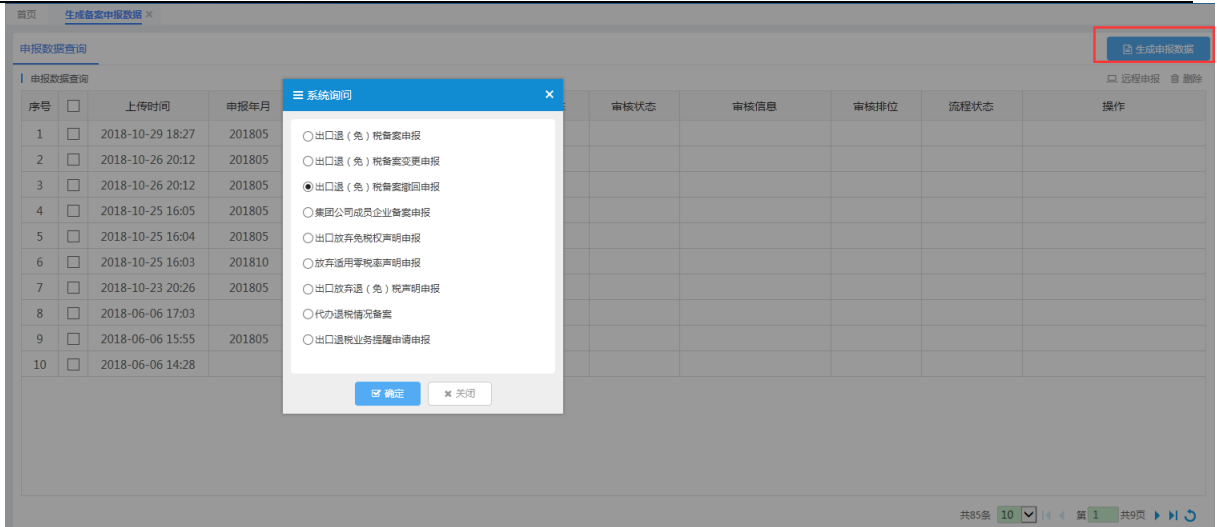 首页 生成备案申报数据 ×
申报数据查询 生成申报数据
申报数据查询 远程申报 删除
系统询问 ×
序号 上传时间 申报年月 审核状态 审核信息 审核排位 流程状态 操作
1 2018-10-29 18:27 201805
2 2018-10-26 20:12 201805
3 2018-10-26 20:12 201805
4 2018-10-25 16:05 201805
5 2018-10-25 16:04 201805
6 2018-10-25 16:03 201810
7 2018-10-23 20:26 201805
8 2018-06-06 17:03
9 2018-06-06 15:55 201805
10 2018-06-06 14:28
出口退（免）税备案申报
出口退（免）税备案变更申报
出口退（免）税备案撤回申报
集团公司成员企业备案申报
出口放弃免税权声明申报
放弃适用零税率声明申报
出口放弃退（免）税声明申报
代办退税情况备案
出口退税业务提醒申请申报
确定 关闭
共85条 10 第 1 共9页